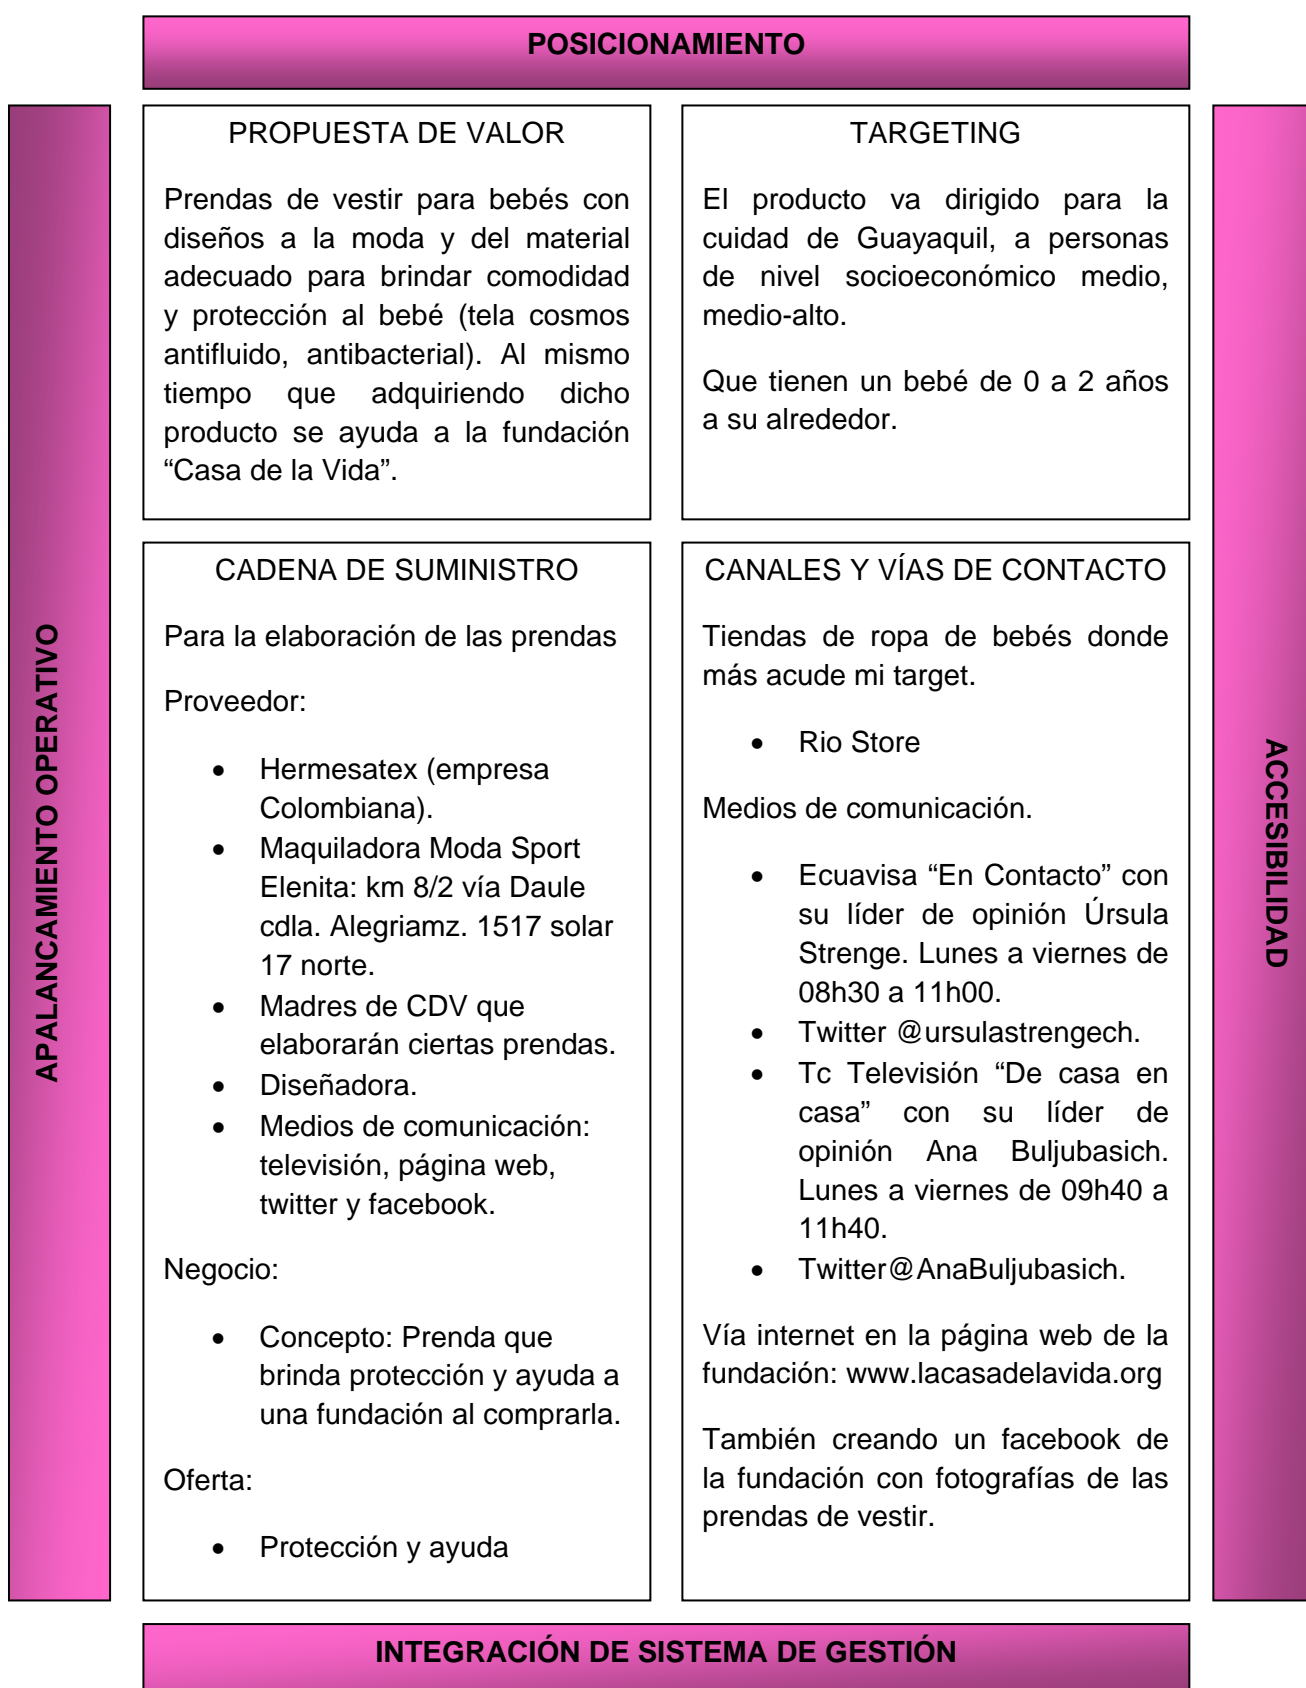 POSICIONAMIENTO
APALANCAMIENTO OPERATIVO
PROPUESTA DE VALOR
Prendas de vestir para bebés con
diseños a la moda y del material
adecuado para brindar comodidad
y protección al bebé (tela cosmos
antifluido, antibacterial). Al mismo
tiempo que adquiriendo dicho
producto se ayuda a la fundación
“Casa de la Vida”.
TARGETING
El producto va dirigido para la
cuidad de Guayaquil, a personas
de nivel socioeconómico medio,
medio-alto.
Que tienen un bebé de 0 a 2 años
a su alrededor.
CADENA DE SUMINISTRO
Para la elaboración de las prendas
Proveedor:
• Hermesatex (empresa
Colombiana).
• Maquiladora Moda Sport
Elenita: km 8/2 vía Daule
cdla. Alegriamz. 1517 solar
17 norte.
• Madres de CDV que
elaborarán ciertas prendas.
• Diseñadora.
• Medios de comunicación:
televisión, página web,
twitter y facebook.
Negocio:
• Concepto: Prenda que
brinda protección y ayuda a
una fundación al comprarla.
Oferta:
• Protección y ayuda
CANALES Y VÍAS DE CONTACTO
Tiendas de ropa de bebés donde
más acude mi target.
• Rio Store
Medios de comunicación.
• Ecuavisa “En Contacto” con
su líder de opinión Úrsula
Strenge. Lunes a viernes de
08h30 a 11h00.
• Twitter @ursulastrengech.
• Tc Televisión “De casa en
casa” con su líder de
opinión Ana Buljubasich.
Lunes a viernes de 09h40 a
11h40.
• Twitter@AnaBuljubasich.
Vía internet en la página web de la
fundación: www.lacasadelavida.org
También creando un facebook de
la fundación con fotografías de las
prendas de vestir.
ACCESIBILIDAD
INTEGRACIÓN DE SISTEMA DE GESTIÓN